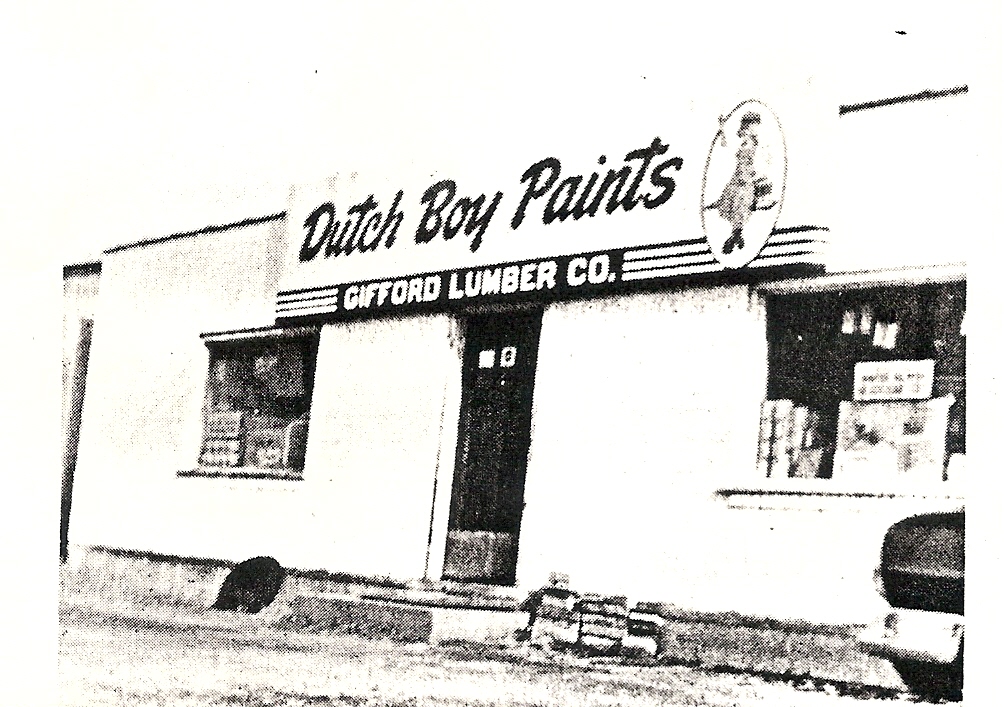 Dutch Boy Paints
GIFFORD LUMBER CO.